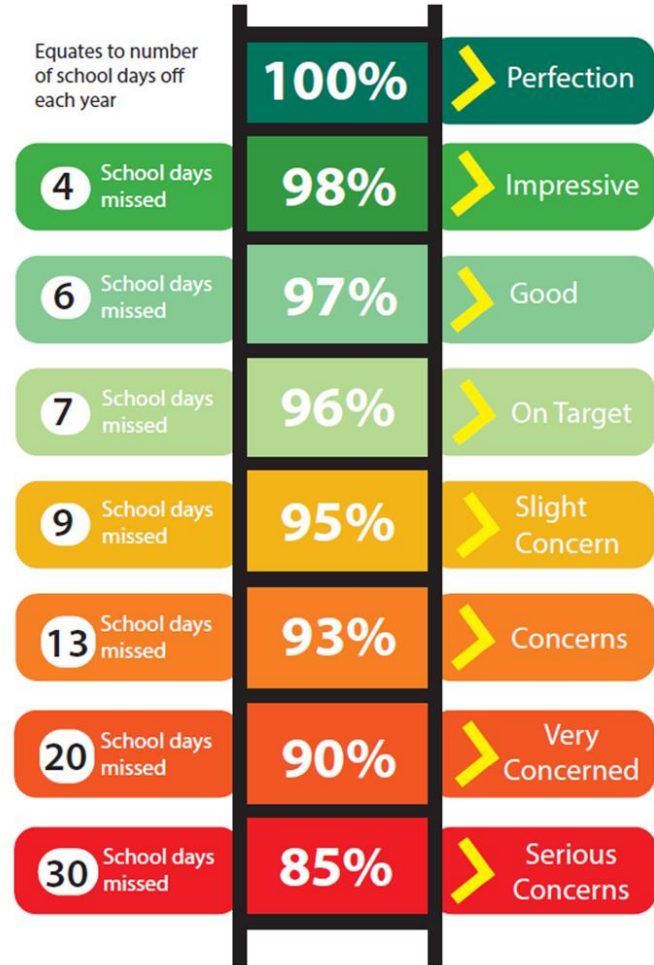 Equates to number
of school days off
each year
100%
Perfection
4
School days
missed
98%
Impressive
6
School days
missed
97%
Good
7
School days
missed
96%
On Target
9
School days
missed
95%
Slight
Concern
13
School days
missed
93%
Concerns
20
School days
missed
90%
Very
Concerned
30
School days
missed
85%
Serious
Concerns